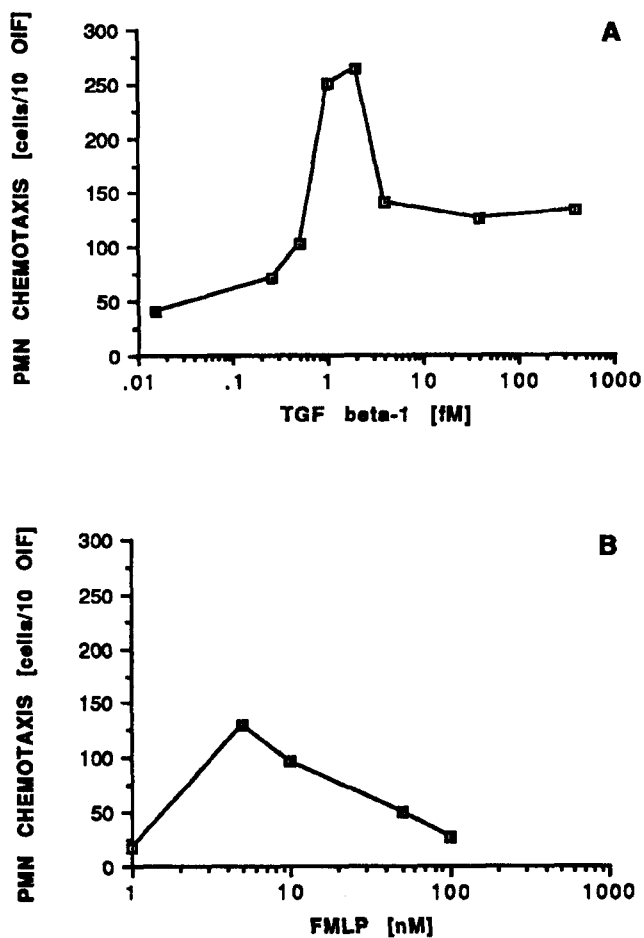 A
PMN CHEMOTAXIS [cells/10 OIF]
300
250
200
150
100
50
0
.01 .1 1 10 100 1000
TGF beta-1 [fM]
B
PMN CHEMOTAXIS [cells/10 OIF]
300
250
200
150
100
50
0
1 10 100 1000
FMLP [nM]